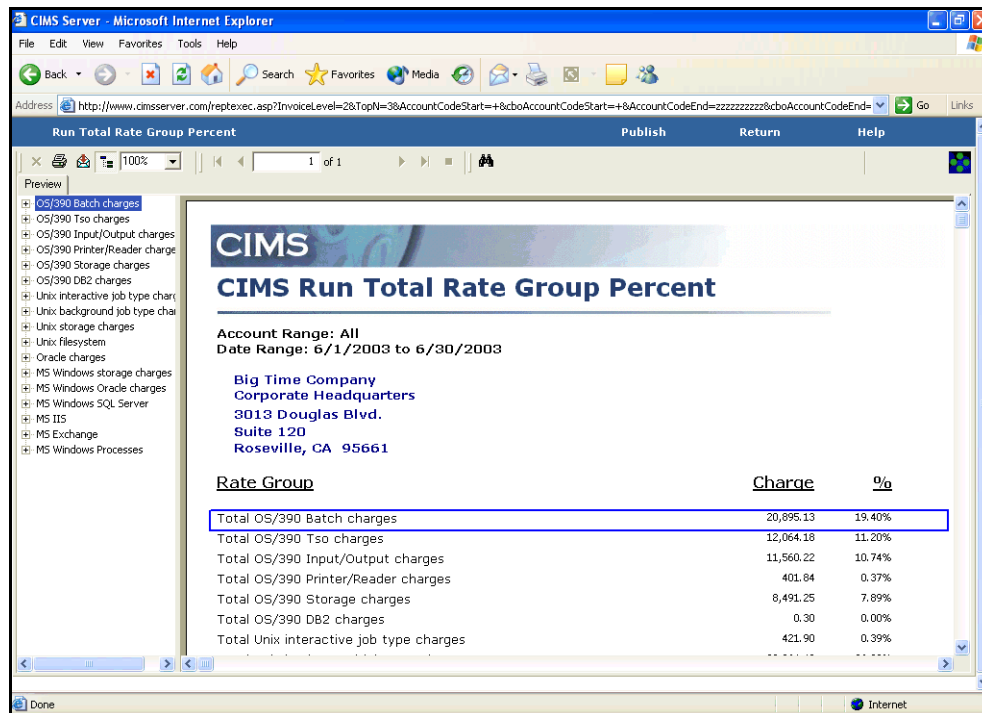 CIMS Server - Microsoft Internet Explorer
File Edit View Favorites Tools Help
Back Search Favorites Media
Address http://www.cimsserver.com/reptexec.asp?InvoiceLevel=2&TopN=3&AccountCodeStart=+&cboAccountCodeStart=+&AccountCodeEnd=zzzzzzzzzz&cboAccountCodeEnd= Go Links
Run Total Rate Group Percent Publish Return Help
100% 1 of 1
Preview
OS/390 Batch charges
OS/390 Tso charges
OS/390 Input/Output charges
OS/390 Printer/Reader charge
OS/390 Storage charges
OS/390 DB2 charges
Unix interactive job type charg
Unix background job type char
Unix storage charges
Unix filesystem
Oracle charges
MS Windows storage charges
MS Windows Oracle charges
MS Windows SQL Server
MS IIS
MS Exchange
MS Windows Processes
CIMS
CIMS Run Total Rate Group Percent
Account Range: All
Date Range: 6/1/2003 to 6/30/2003
Big Time Company
Corporate Headquarters
3013 Douglas Blvd.
Suite 120
Roseville, CA 95661
Rate Group Charge %
Total OS/390 Batch charges 20,895.13 19.40%
Total OS/390 Tso charges 12,064.18 11.20%
Total OS/390 Input/Output charges 11,560.22 10.74%
Total OS/390 Printer/Reader charges 401.84 0.37%
Total OS/390 Storage charges 8,491.25 7.89%
Total OS/390 DB2 charges 0.30 0.00%
Total Unix interactive job type charges 421.90 0.39%
Done Internet